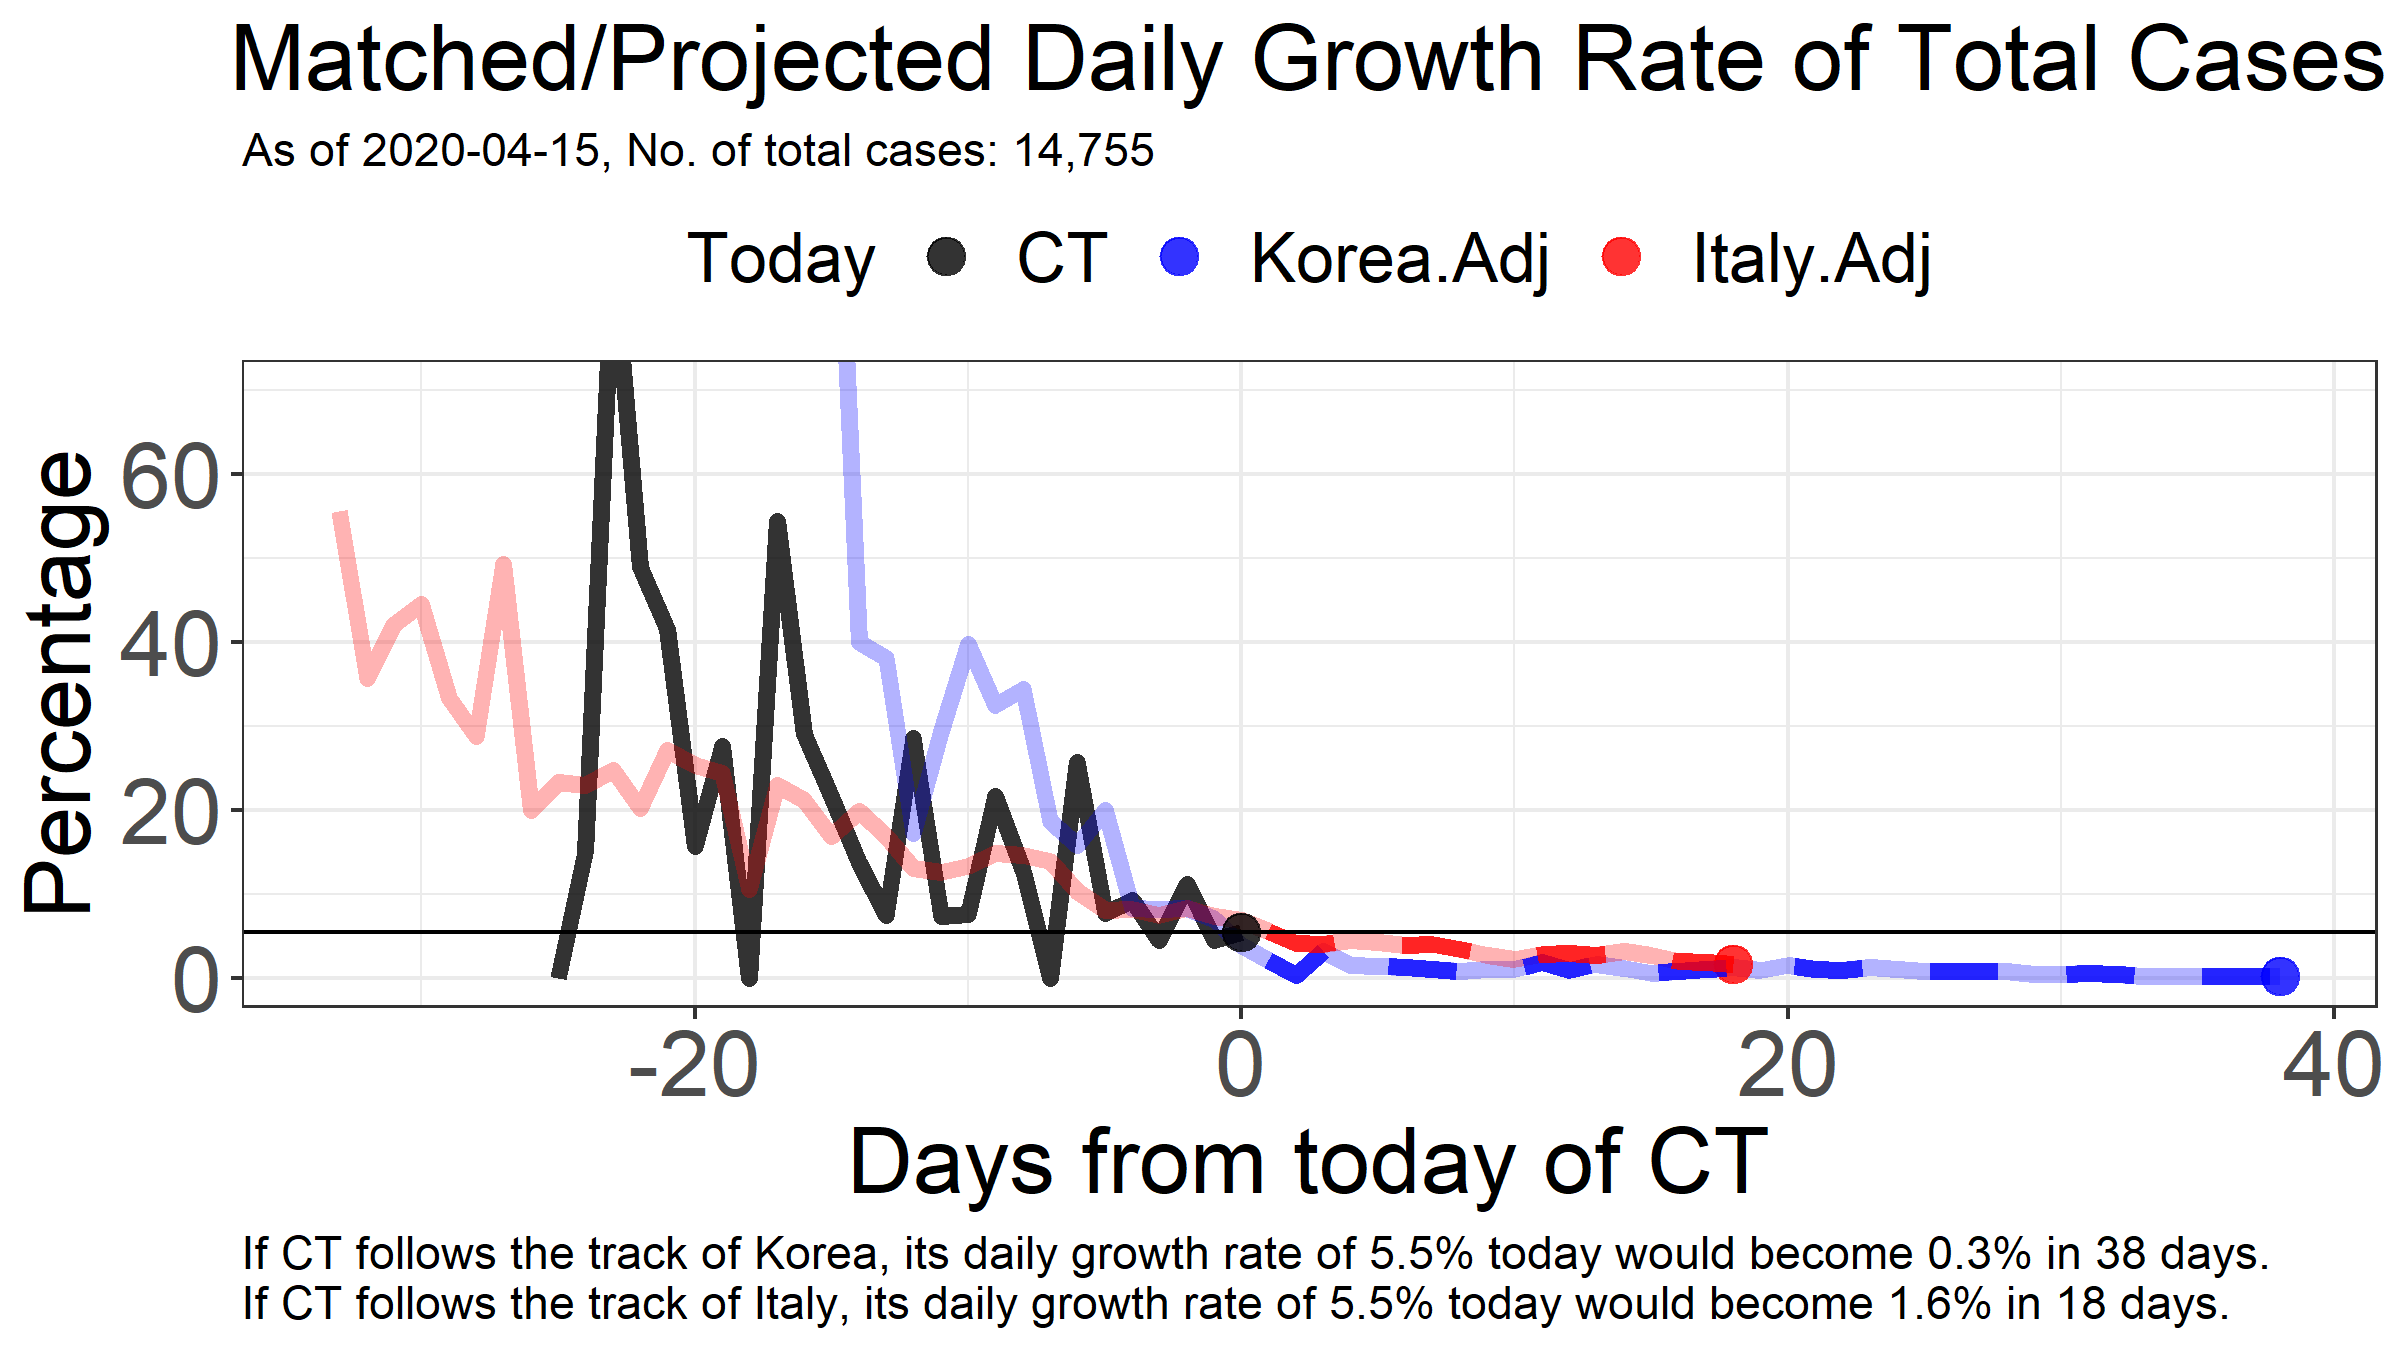 Matched/Projected Daily Growth Rate of Total Cases
As of 2020-04-15, No. of total cases: 14,755
Today CT Korea.Adj Italy.Adj
Percentage
60
40
20
0
-20 0 20 40
Days from today of CT
If CT follows the track of Korea, its daily growth rate of 5.5% today would become 0.3% in 38 days.
If CT follows the track of Italy, its daily growth rate of 5.5% today would become 1.6% in 18 days.